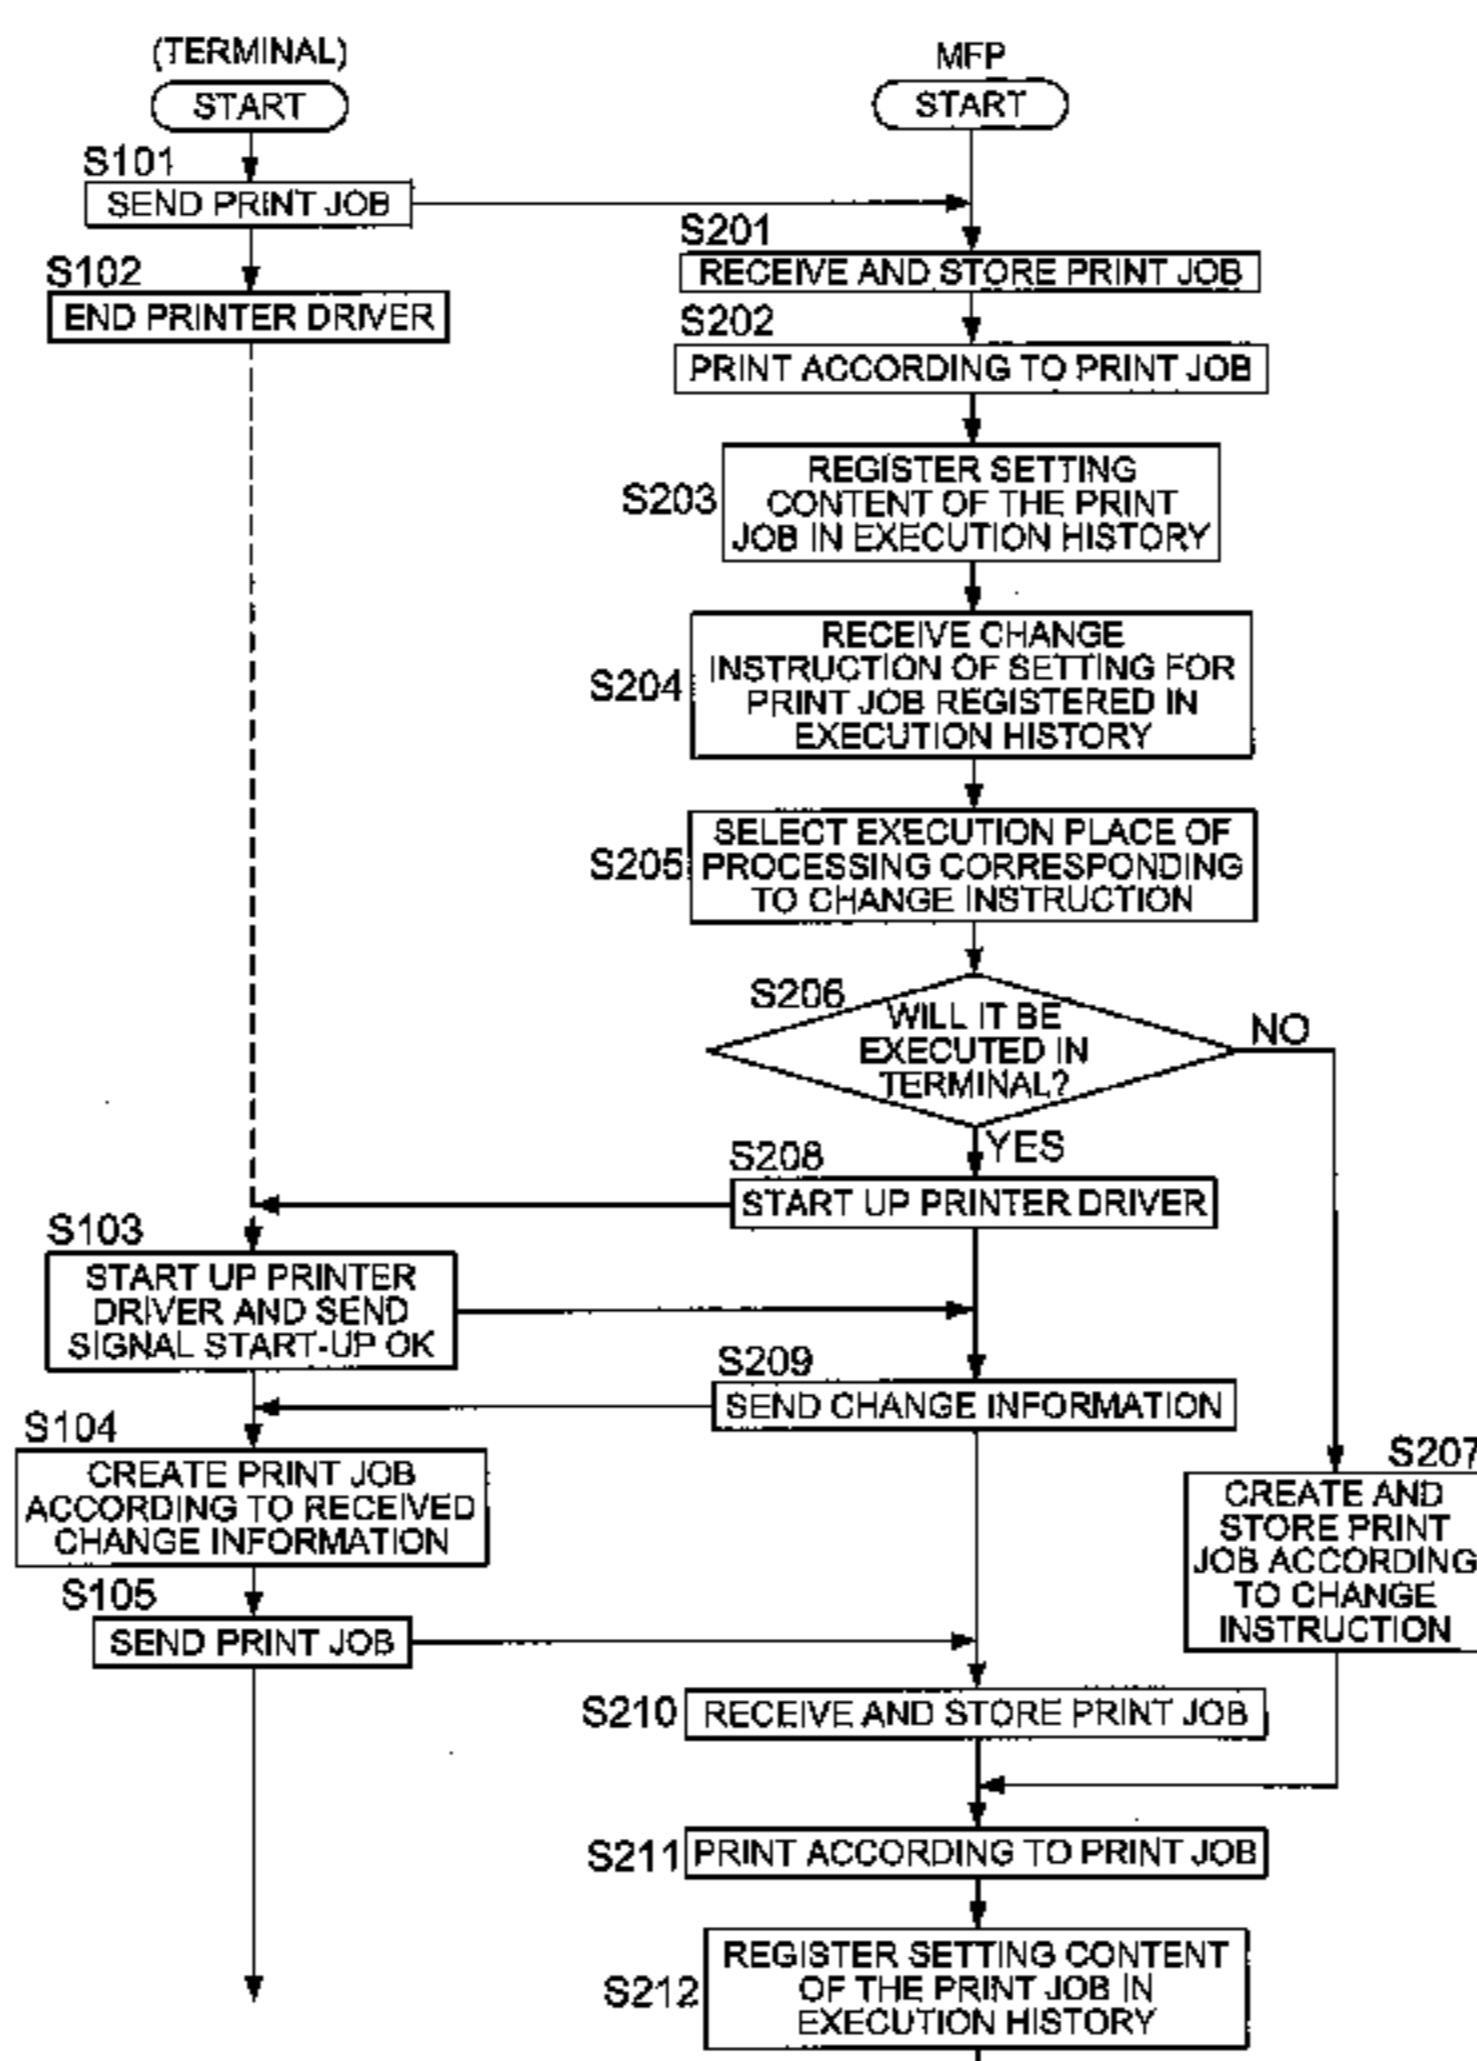 (TERMINAL)
START
S101
SEND PRINT JOB
S102
END PRINTER DRIVER
MFP
START
S201
RECEIVE AND STORE PRINT JOB
S202
PRINT ACCORDING TO PRINT JOB
S203
REGISTER SETTING
CONTENT OF THE PRINT
JOB IN EXECUTION HISTORY
S204
RECEIVE CHANGE
INSTRUCTION OF SETTING FOR
PRINT JOB REGISTERED IN
EXECUTION HISTORY
S205
SELECT EXECUTION PLACE OF
PROCESSING CORRESPONDING
TO CHANGE INSTRUCTION
S206
WILL IT BE
EXECUTED IN
TERMINAL?
NO
YES
S208
START UP PRINTER DRIVER
S103
START UP PRINTER
DRIVER AND SEND
SIGNAL START-UP OK
S209
SEND CHANGE INFORMATION
S104
CREATE PRINT JOB
ACCORDING TO RECEIVED
CHANGE INFORMATION
S207
CREATE AND
STORE PRINT
JOB ACCORDING
TO CHANGE
INSTRUCTION
S105
SEND PRINT JOB
S210
RECEIVE AND STORE PRINT JOB
S211
PRINT ACCORDING TO PRINT JOB
S212
REGISTER SETTING CONTENT
OF THE PRINT JOB IN
EXECUTION HISTORY